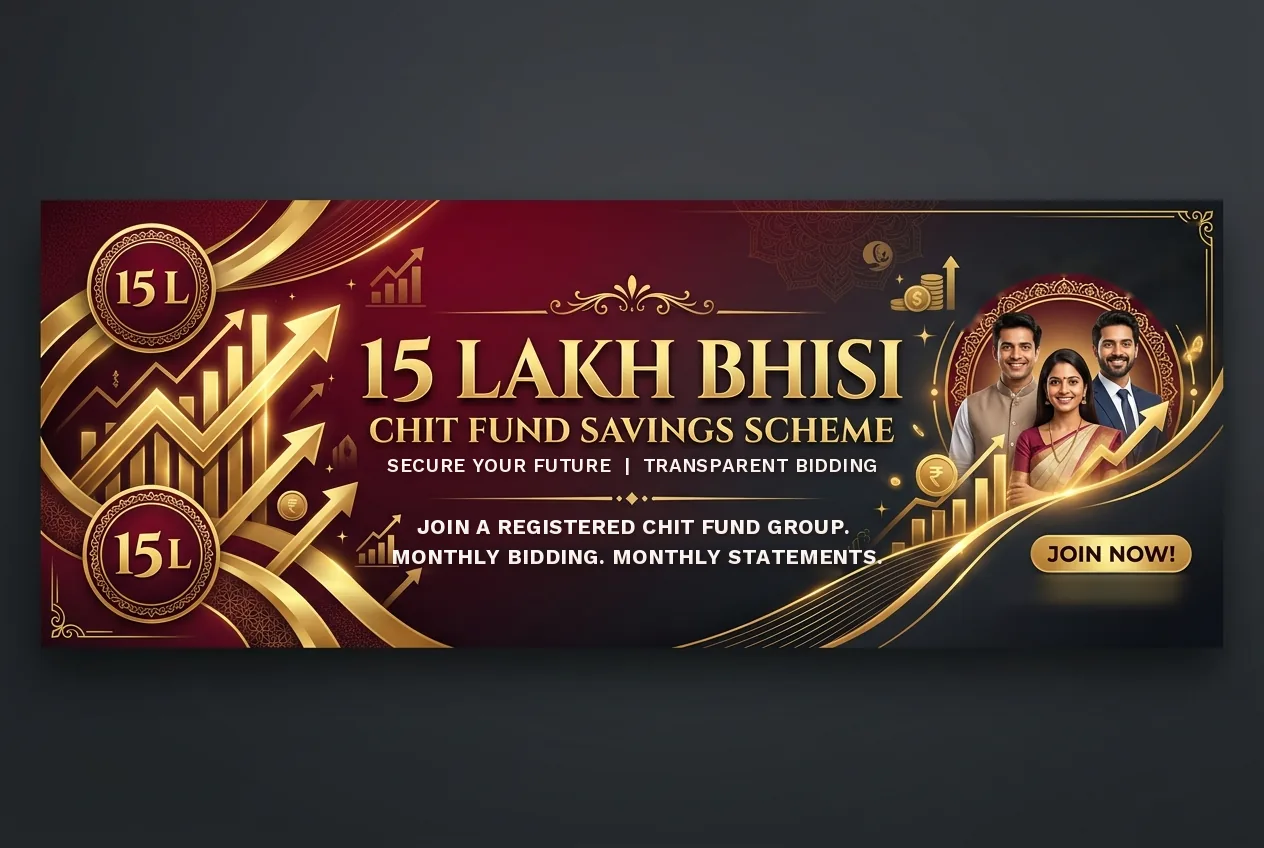 15 L
15 LAKH BHISI
CHIT FUND SAVINGS SCHEME
SECURE YOUR FUTURE | TRANSPARENT BIDDING
JOIN A REGISTERED CHIT FUND GROUP.
MONTHLY BIDDING. MONTHLY STATEMENTS.
15 L
₹
$
₹
JOIN NOW!